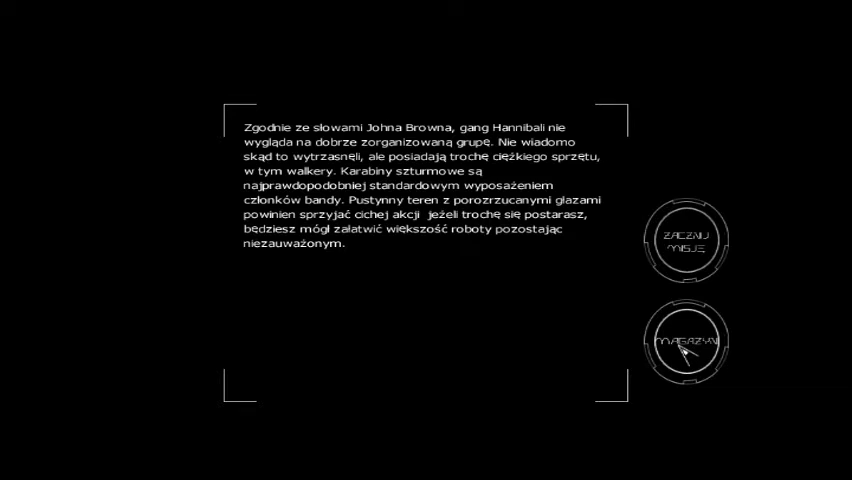 Zgodnie ze słowami Johna Browna, gang Hannibali nie
wygląda na dobrze zorganizowaną grupę. Nie wiadomo
skąd to wytrzasnęli, ale posiadają trochę ciężkiego sprzętu,
w tym walkery. Karabiny szturmowe są
najprawdopodobniej standardowym wyposażeniem
członków bandy. Pustynny teren z porozrzucanymi głazami
powinien sprzyjać cichej akcji  jeżeli trochę się postarasz,
będziesz mógł załatwić większość roboty pozostając
niezauważonym.
ZACZNIJ
MISJĘ
MAGAZYN